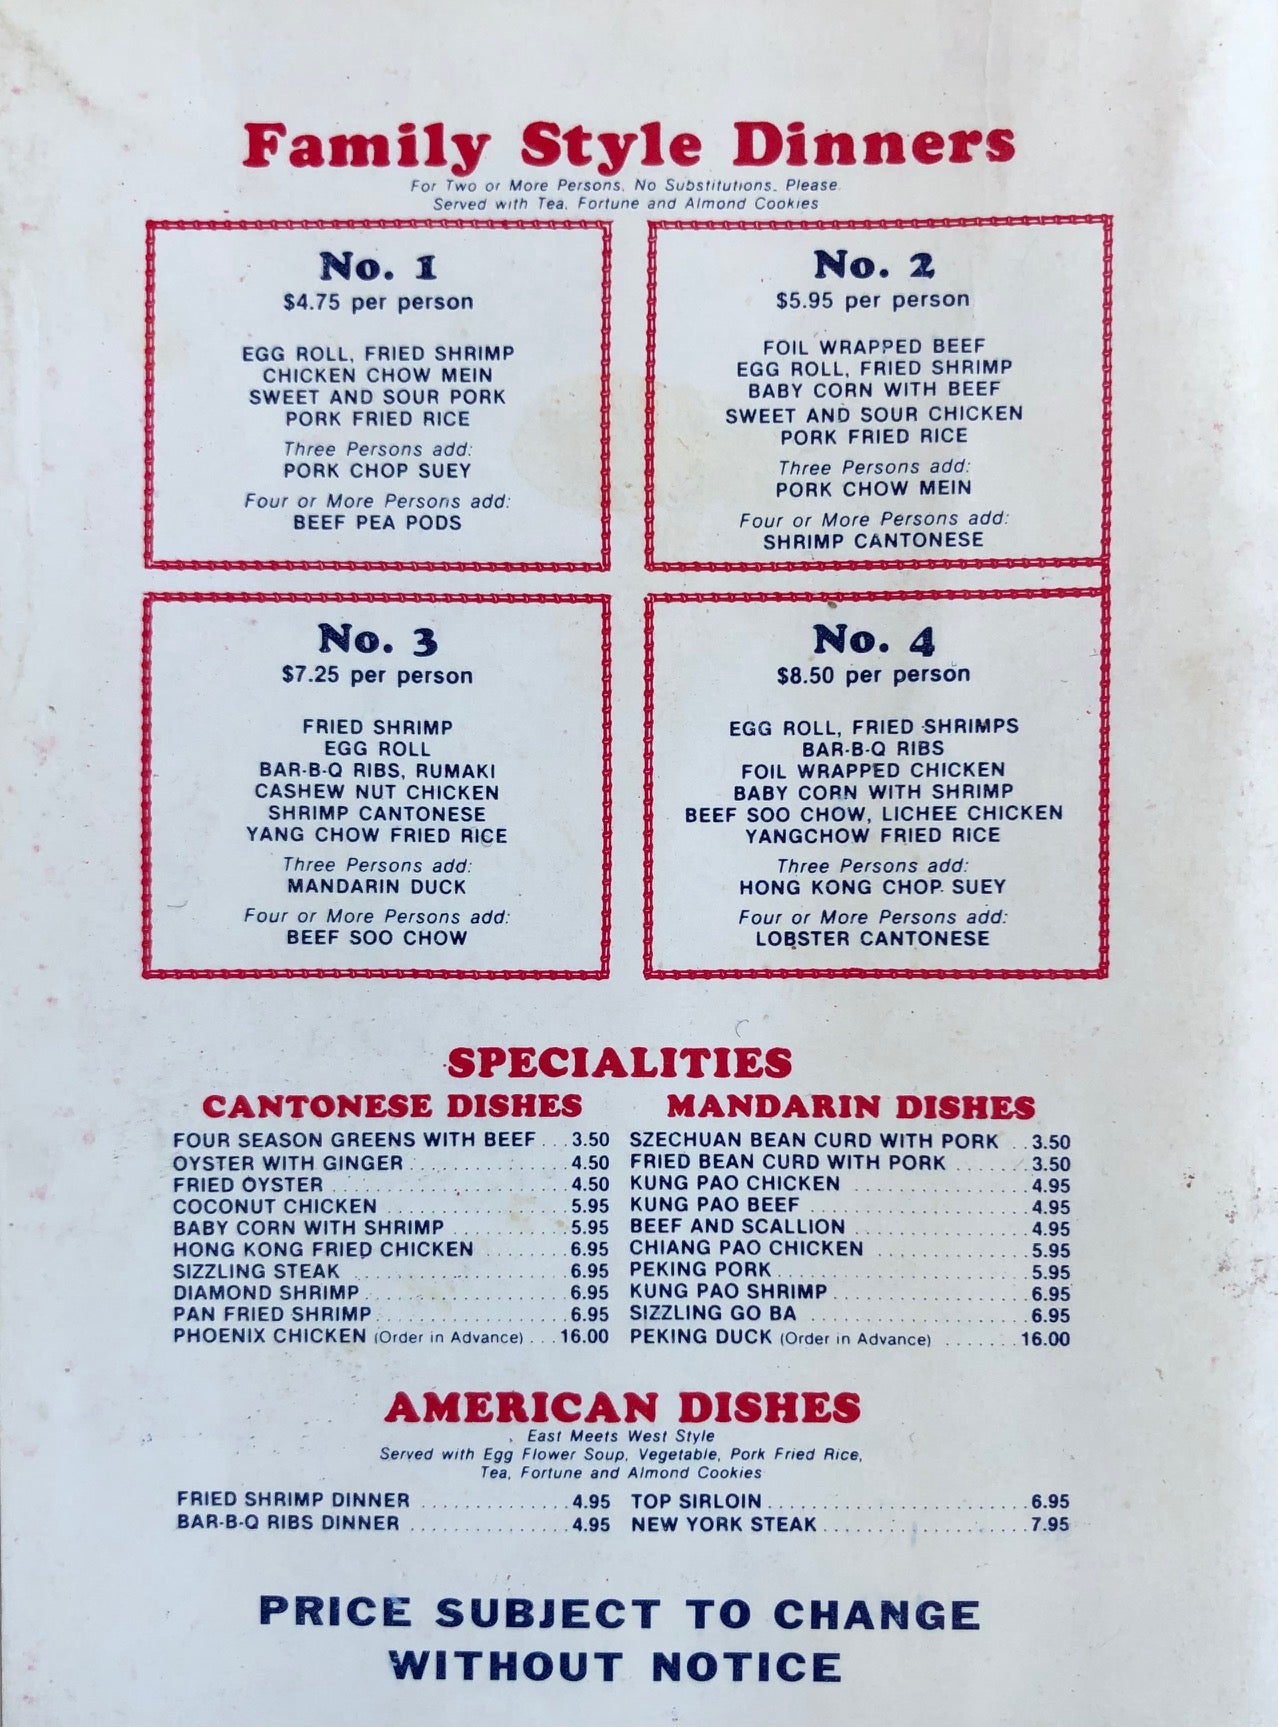 Family Style Dinners
For Two or More Persons, No Substitutions, Please.
Served with Tea, Fortune and Almond Cookies
No. 1
$4.75 per person
EGG ROLL, FRIED SHRIMP
CHICKEN CHOW MEIN
SWEET AND SOUR PORK
PORK FRIED RICE
Three Persons add:
PORK CHOP SUEY
Four or More Persons add:
BEEF PEA PODS
No. 2
$5.95 per person
FOIL WRAPPED BEEF
EGG ROLL, FRIED SHRIMP
BABY CORN WITH BEEF
SWEET AND SOUR CHICKEN
PORK FRIED RICE
Three Persons add:
PORK CHOW MEIN
Four or More Persons add:
SHRIMP CANTONESE
No. 3
$7.25 per person
FRIED SHRIMP
EGG ROLL
BAR-B-Q RIBS, RUMAKI
CASHEW NUT CHICKEN
SHRIMP CANTONESE
YANG CHOW FRIED RICE
Three Persons add:
MANDARIN DUCK
Four or More Persons add:
BEEF SOO CHOW
No. 4
$8.50 per person
EGG ROLL, FRIED SHRIMPS
BAR-B-Q RIBS
FOIL WRAPPED CHICKEN
BABY CORN WITH SHRIMP
BEEF SOO CHOW, LICHEE CHICKEN
YANGCHOW FRIED RICE
Three Persons add:
HONG KONG CHOP SUEY
Four or More Persons add:
LOBSTER CANTONESE
SPECIALITIES
CANTONESE DISHES
FOUR SEASON GREENS WITH BEEF ... 3.50
OYSTER WITH GINGER ... 4.50
FRIED OYSTER ... 4.50
COCONUT CHICKEN ... 5.95
BABY CORN WITH SHRIMP ... 5.95
HONG KONG FRIED CHICKEN ... 6.95
SIZZLING STEAK ... 6.95
DIAMOND SHRIMP ... 6.95
PAN FRIED SHRIMP ... 6.95
PHOENIX CHICKEN (Order in Advance) ... 16.00
MANDARIN DISHES
SZECHUAN BEAN CURD WITH PORK ... 3.50
FRIED BEAN CURD WITH PORK ... 3.50
KUNG PAO CHICKEN ... 4.95
KUNG PAO BEEF ... 4.95
BEEF AND SCALLION ... 4.95
CHIANG PAO CHICKEN ... 5.95
PEKING PORK ... 5.95
KUNG PAO SHRIMP ... 6.95
SIZZLING GO BA ... 6.95
PEKING DUCK (Order in Advance) ... 16.00
AMERICAN DISHES
East Meets West Style
Served with Egg Flower Soup, Vegetable, Pork Fried Rice,
Tea, Fortune and Almond Cookies
FRIED SHRIMP DINNER ... 4.95
BAR-B-Q RIBS DINNER ... 4.95
TOP SIRLOIN ... 6.95
NEW YORK STEAK ... 7.95
PRICE SUBJECT TO CHANGE
WITHOUT NOTICE